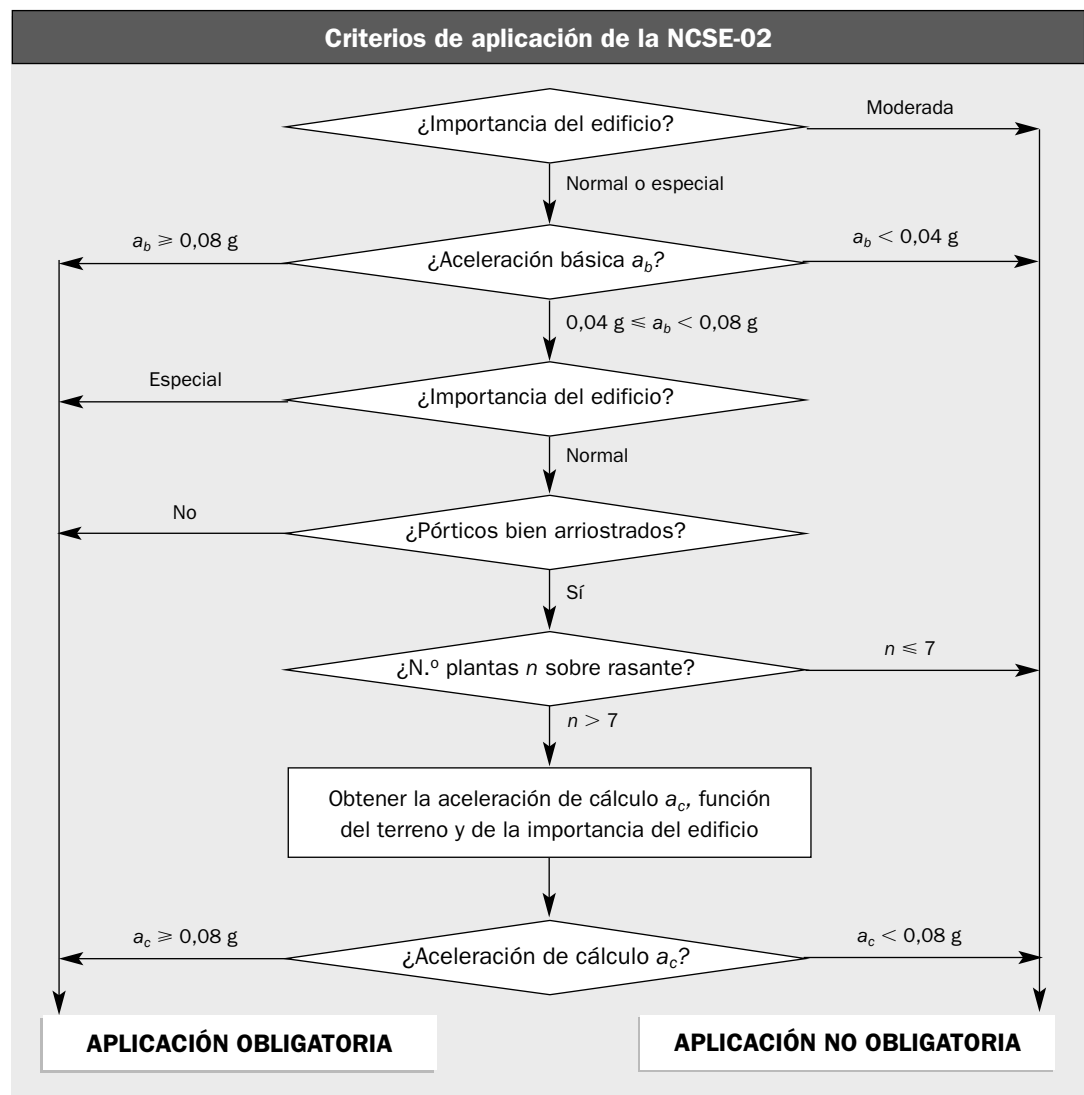 Criterios de aplicación de la NCSE-02
¿Importancia del edificio?
Moderada
Normal o especial
a_b ⩾ 0,08 g
¿Aceleración básica a_b?
a_b < 0,04 g
0,04 g ⩽ a_b < 0,08 g
Especial
¿Importancia del edificio?
Normal
No
¿Pórticos bien arriostrados?
Sí
¿N.º plantas n sobre rasante?
n ⩽ 7
n > 7
Obtener la aceleración de cálculo a_c, función
del terreno y de la importancia del edificio
a_c ⩾ 0,08 g
¿Aceleración de cálculo a_c?
a_c < 0,08 g
APLICACIÓN OBLIGATORIA
APLICACIÓN NO OBLIGATORIA